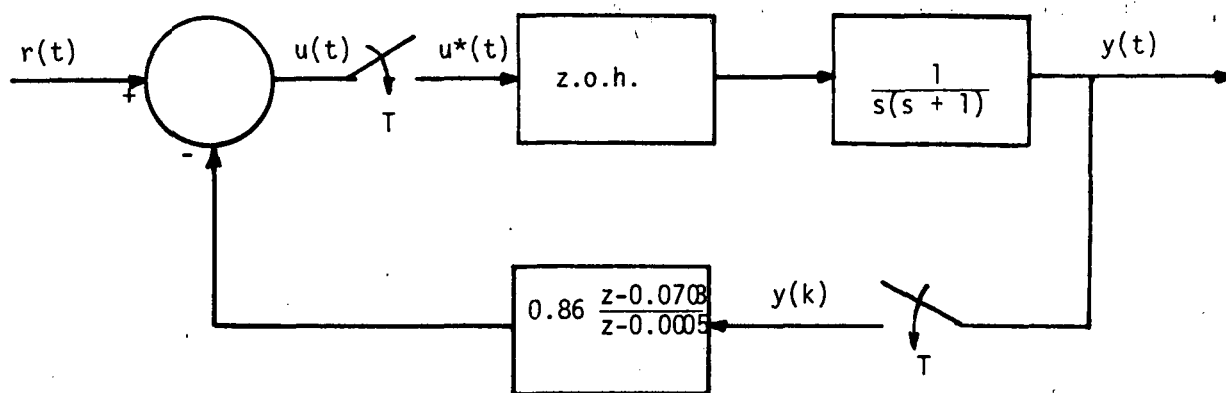 r(t)
+
-
u(t)
T
u*(t)
z.o.h.
1
s(s + 1)
y(t)
0.86 z-0.0708
z-0.0005
y(k)
T